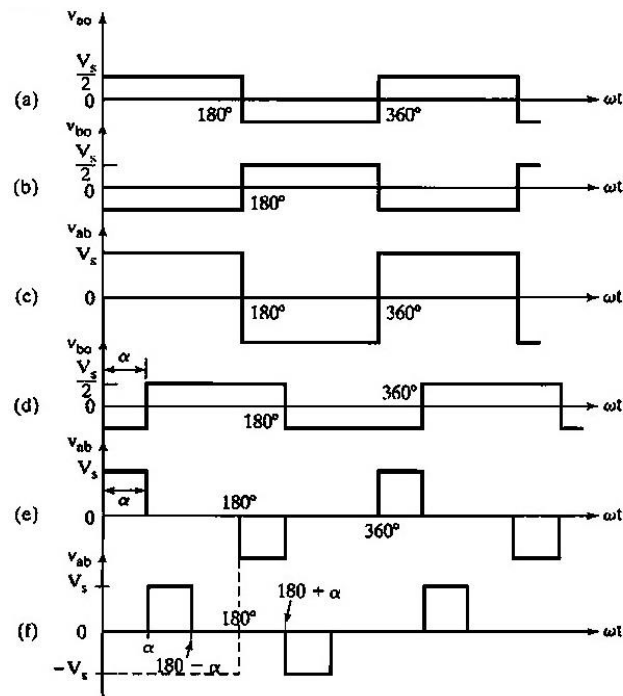 v_ao
V_s/2
(a) 0 180° 360° ωt
v_bo
V_s/2
(b) 0 180° ωt
v_ab
V_s
(c) 0 180° 360° ωt
v_bo
α
V_s/2
(d) 0 180° 360° ωt
v_ab
V_s
α
(e) 0 180° 360° ωt
v_ab
V_s
180 + α
(f) 0 180° ωt
α 180 − α
−V_s